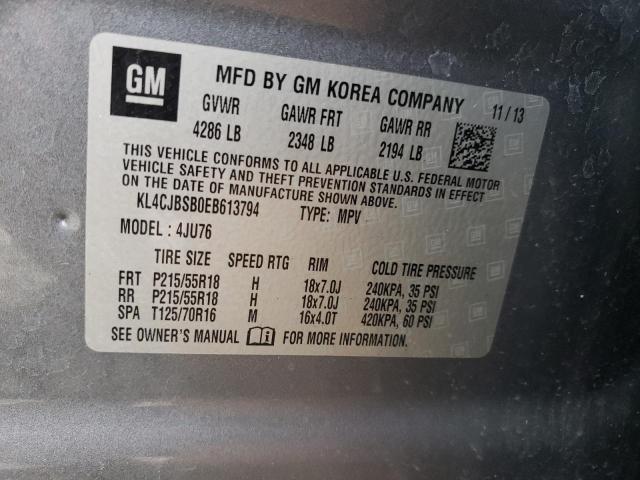 GM MFD BY GM KOREA COMPANY 11/13
GVWR GAWR FRT GAWR RR
4286 LB 2348 LB 2194 LB
THIS VEHICLE CONFORMS TO ALL APPLICABLE U.S. FEDERAL MOTOR
VEHICLE SAFETY AND THEFT PREVENTION STANDARDS IN EFFECT
ON THE DATE OF MANUFACTURE SHOWN ABOVE.
KL4CJBSB0EB613794 TYPE: MPV
MODEL : 4JU76
TIRE SIZE SPEED RTG RIM COLD TIRE PRESSURE
FRT P215/55R18 H 18x7.0J 240KPA, 35 PSI
RR P215/55R18 H 18x7.0J 240KPA, 35 PSI
SPA T125/70R16 M 16x4.0T 420KPA, 60 PSI
SEE OWNER'S MANUAL FOR MORE INFORMATION.